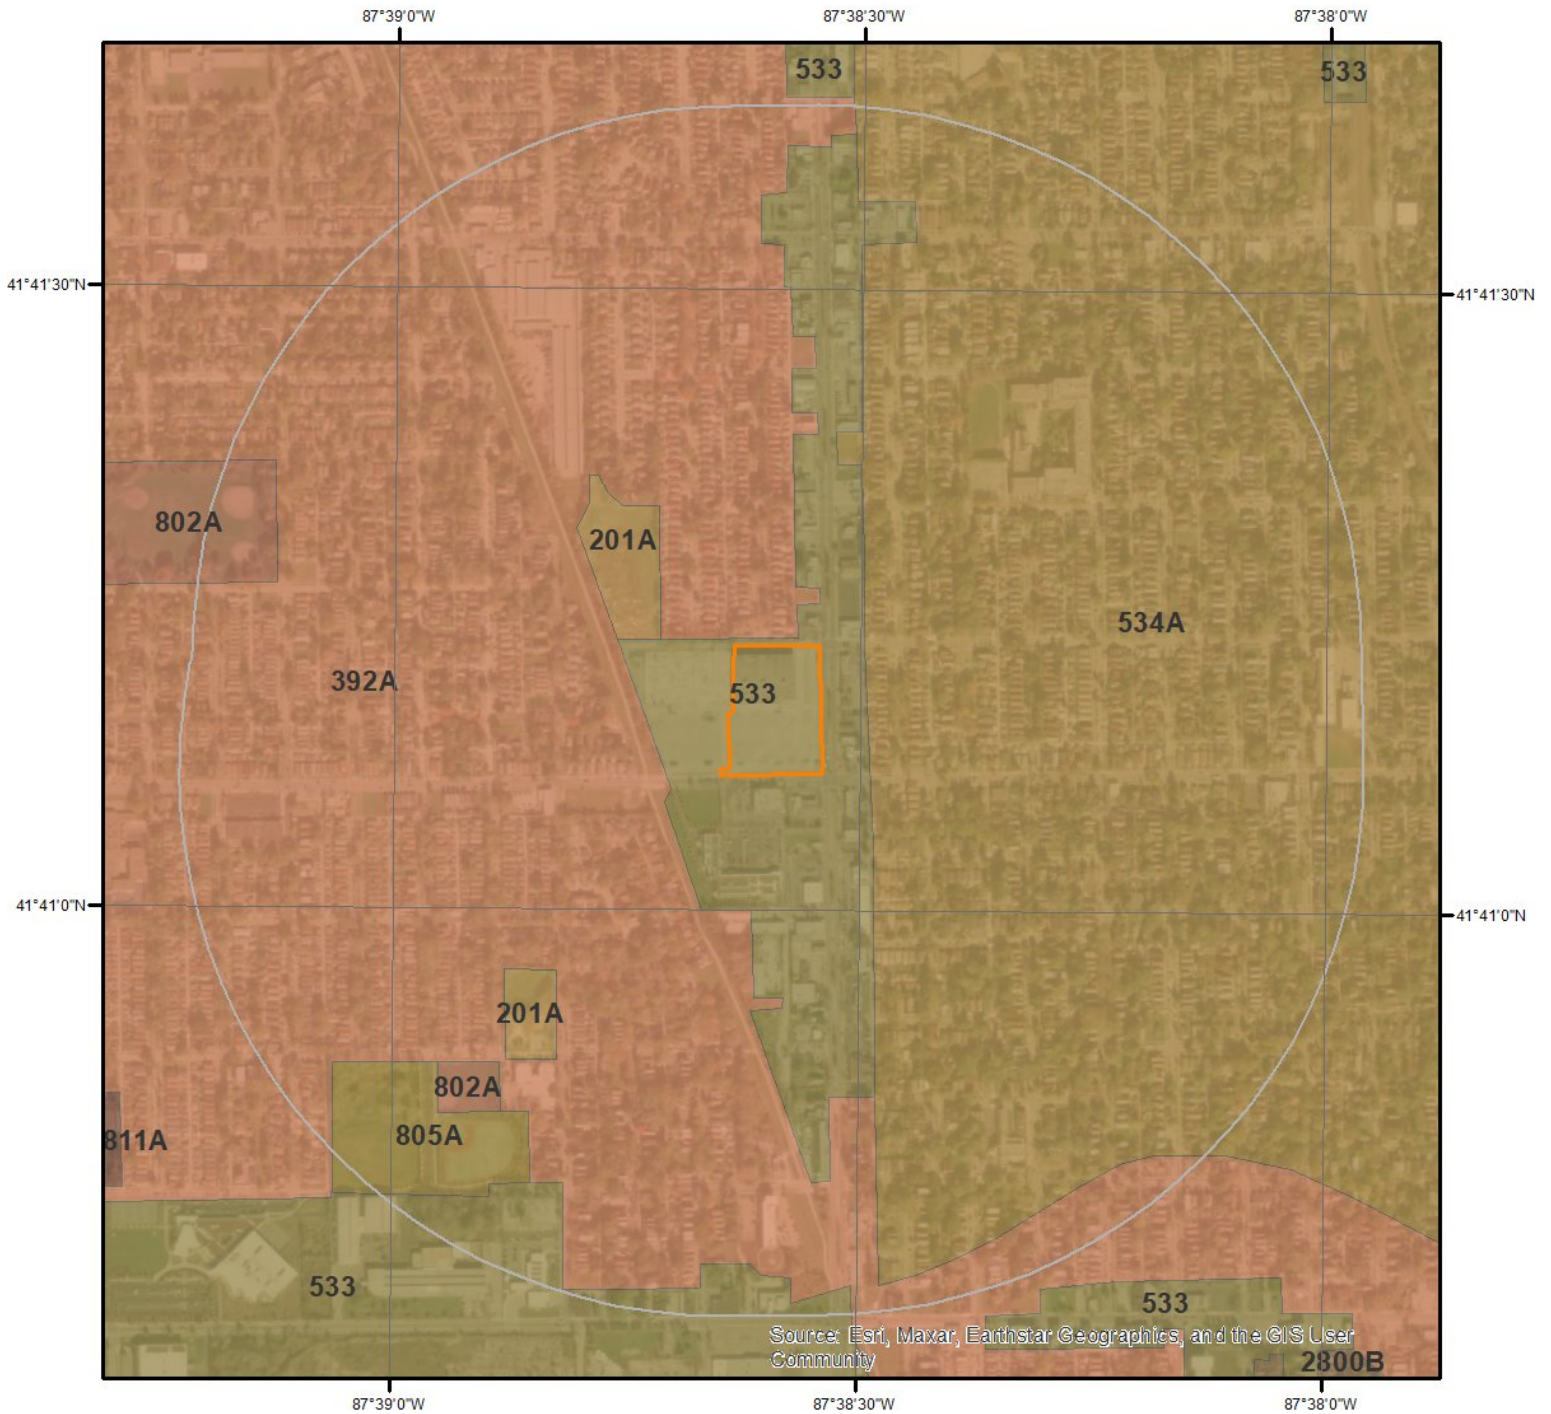 87°39'0"W
87°38'30"W
87°38'0"W
533
533
41°41'30"N
41°41'30"N
802A
201A
534A
392A
533
41°41'0"N
41°41'0"N
201A
802A
805A
811A
533
533
Source: Esri, Maxar, Earthstar Geographics, and the GIS User
Community
2800B
87°39'0"W
87°38'30"W
87°38'0"W